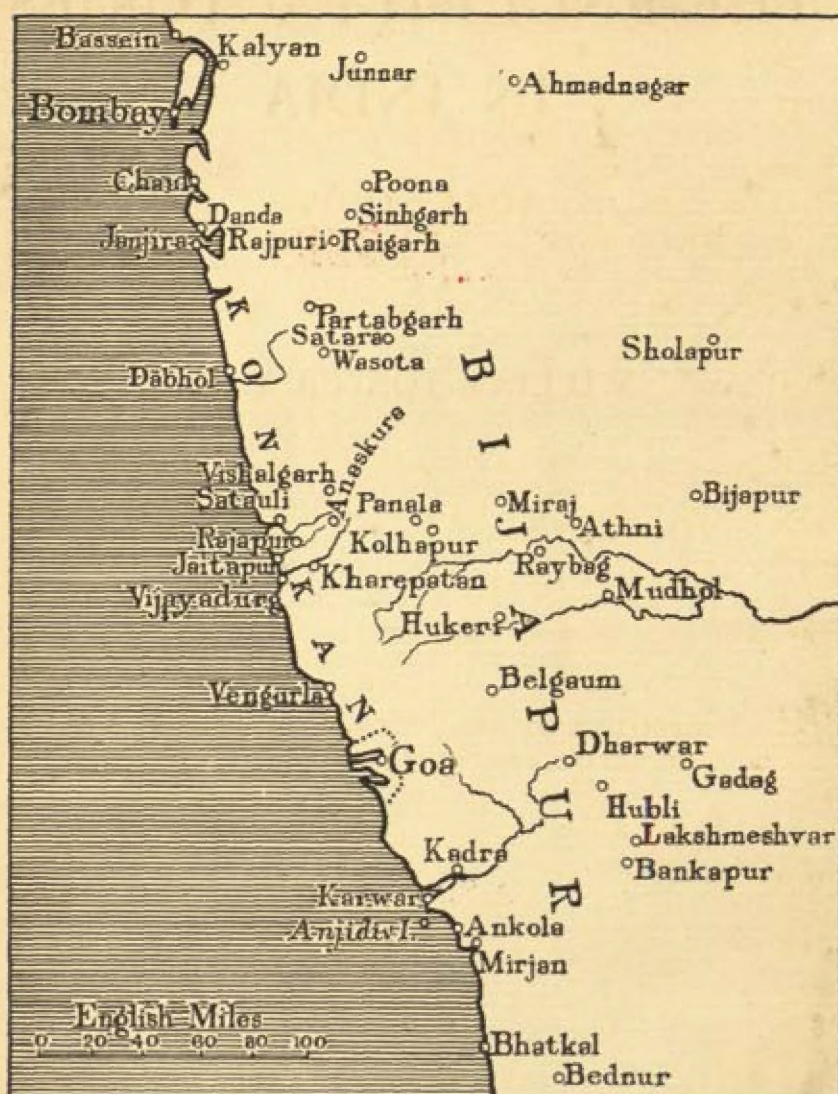 Bassein
Kalyan
Junnar
Ahmadnagar
Bombay
Chaul
Poona
Danda
Sinhgarh
Janjira
Rajpuri
Raigarh
KONKAN
Partabgarh
Satara
Wasota
BIJAPUR
Sholapur
Dabhol
Anaskura
Vishalgarh
Satauli
Panala
Miraj
Bijapur
Athni
Rajapur
Kolhapur
Jaitapur
Kharepatan
Raybag
Vijayadurg
Mudhol
Hukeri
Vengurla
Belgaum
Goa
Dharwar
Gadag
Hubli
Lakshmeshvar
Kadra
Bankapur
Karwar
Anjidiv I.
Ankola
Mirjan
English Miles
0 20 40 60 80 100
Bhatkal
Bednur